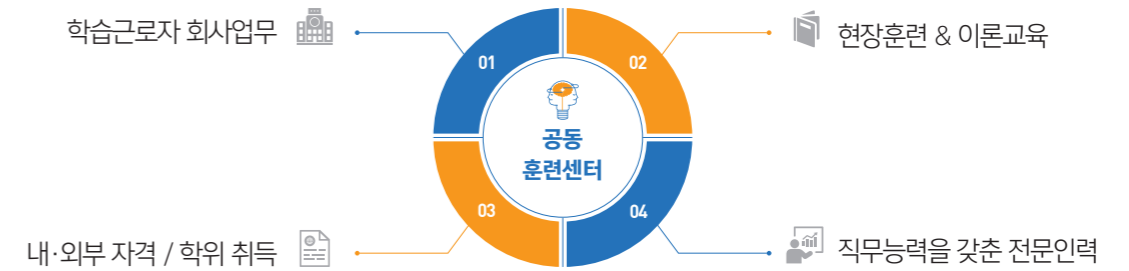 학습근로자 회사업무
01
02
현장훈련 & 이론교육
공동
훈련센터
내·외부 자격 / 학위 취득
03
04
직무능력을 갖춘 전문인력